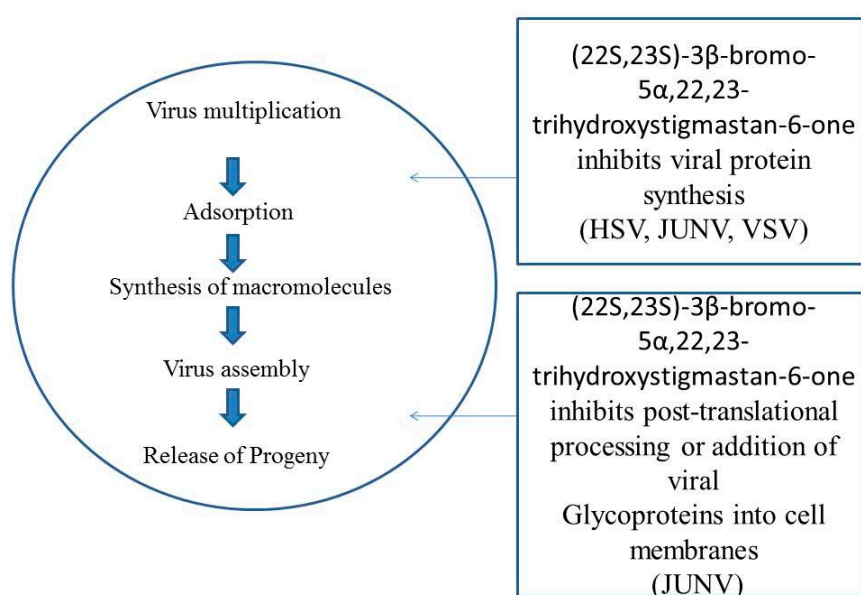 Virus multiplication
Adsorption
Synthesis of macromolecules
Virus assembly
Release of Progeny
(22S,23S)-3β-bromo-
5α,22,23-
trihydroxystigmastan-6-one
inhibits viral protein
synthesis
(HSV, JUNV, VSV)
(22S,23S)-3β-bromo-
5α,22,23-
trihydroxystigmastan-6-one
inhibits post-translational
processing or addition of
viral
Glycoproteins into cell
membranes
(JUNV)